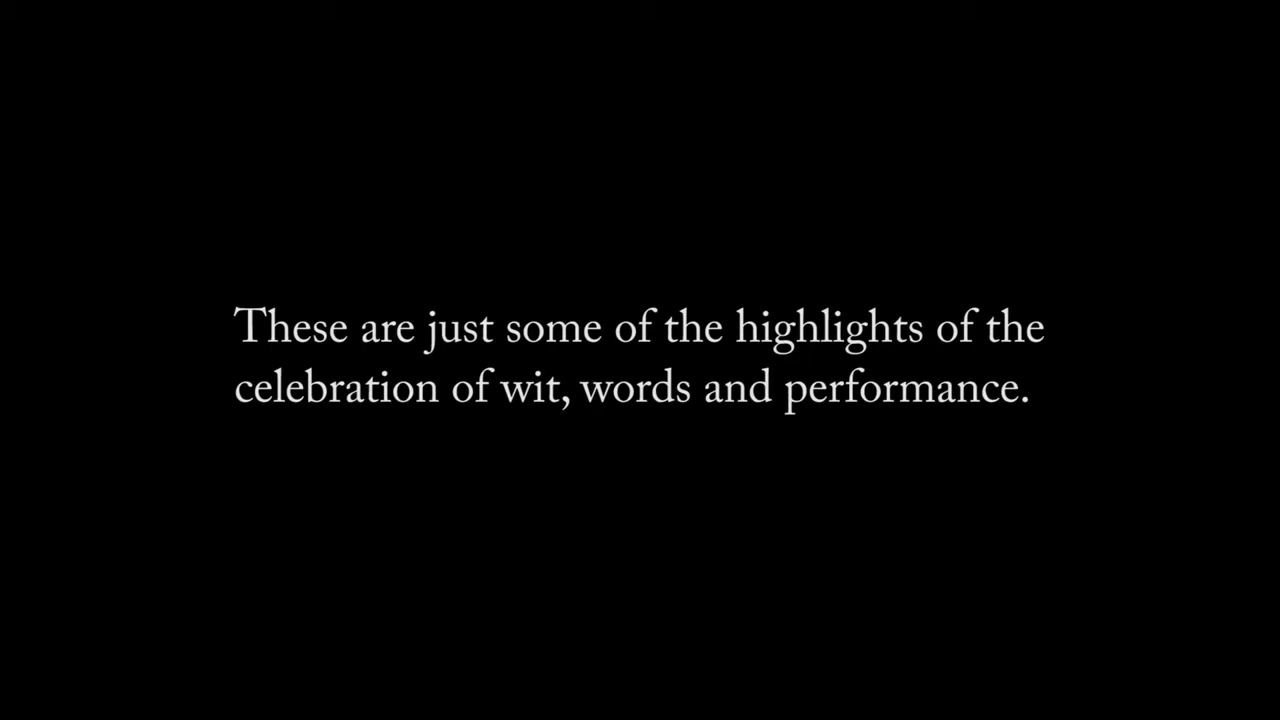 These are just some of the highlights of the
celebration of wit, words and performance.